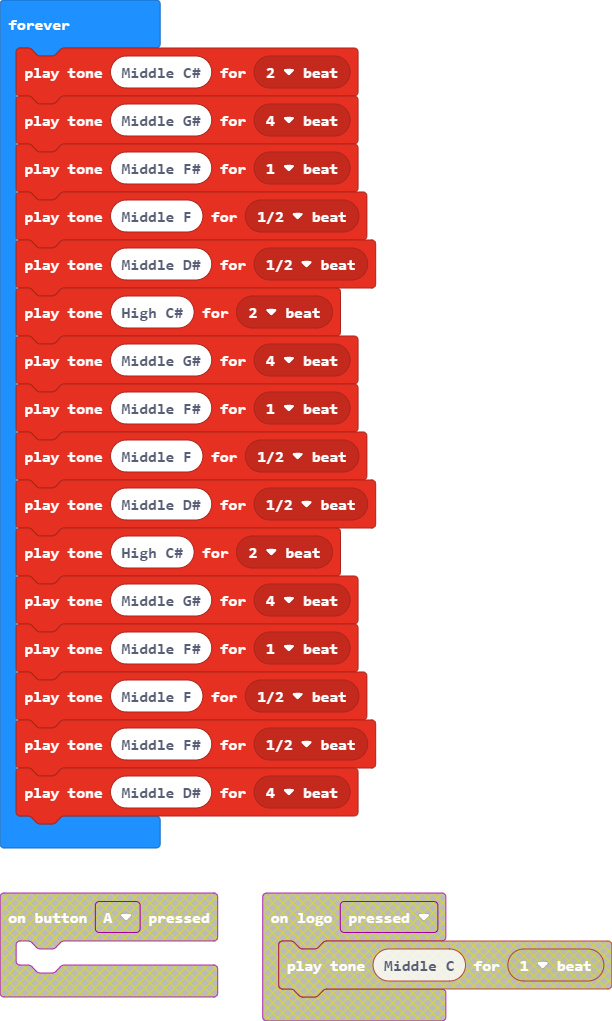 forever
play tone Middle C# for 2 beat
play tone Middle G# for 4 beat
play tone Middle F# for 1 beat
play tone Middle F for 1/2 beat
play tone Middle D# for 1/2 beat
play tone High C# for 2 beat
play tone Middle G# for 4 beat
play tone Middle F# for 1 beat
play tone Middle F for 1/2 beat
play tone Middle D# for 1/2 beat
play tone High C# for 2 beat
play tone Middle G# for 4 beat
play tone Middle F# for 1 beat
play tone Middle F for 1/2 beat
play tone Middle F# for 1/2 beat
play tone Middle D# for 4 beat
on button A pressed
on logo pressed
play tone Middle C for 1 beat